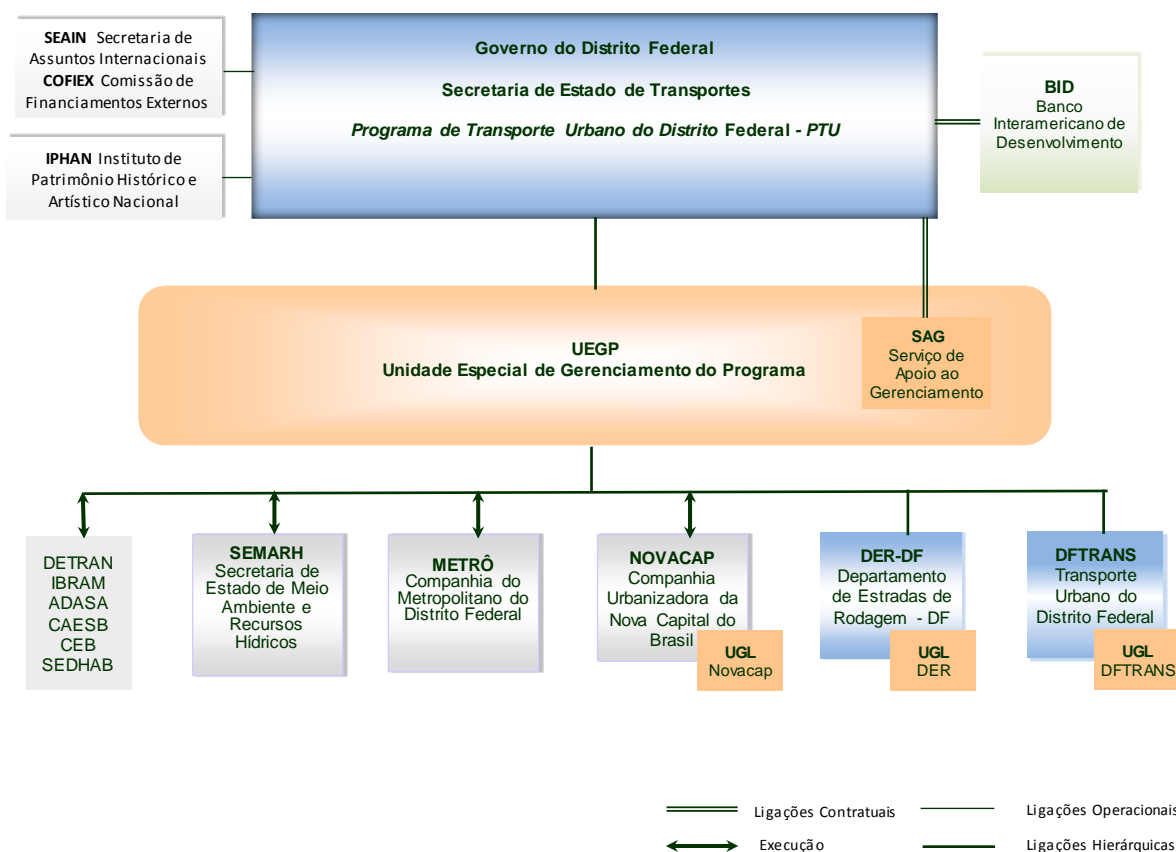 SEAIN Secretaria de
Assuntos Internacionais
COFIEX Comissão de
Financiamentos Externos
IPHAN Instituto de
Patrimônio Histórico e
Artístico Nacional
Governo do Distrito Federal
Secretaria de Estado de Transportes
Programa de Transporte Urbano do Distrito Federal - PTU
BID
Banco
Interamericano de
Desenvolvimento
UEGP
Unidade Especial de Gerenciamento do Programa
SAG
Serviço de
Apoio ao
Gerenciamento
DETRAN
IBRAM
ADASA
CAESB
CEB
SEDHAB
SEMARH
Secretaria de
Estado de Meio
Ambiente e
Recursos
Hídricos
METRÔ
Companhia do
Metropolitano do
Distrito Federal
NOVACAP
Companhia
Urbanizadora da
Nova Capital do
Brasil
UGL
Novacap
DER-DF
Departamento
de Estradas de
Rodagem - DF
UGL
DER
DFTRANS
Transporte
Urbano do
Distrito Federal
UGL
DFTRANS
Ligações Contratuais
Ligações Operacionais
Execução
Ligações Hierárquicas